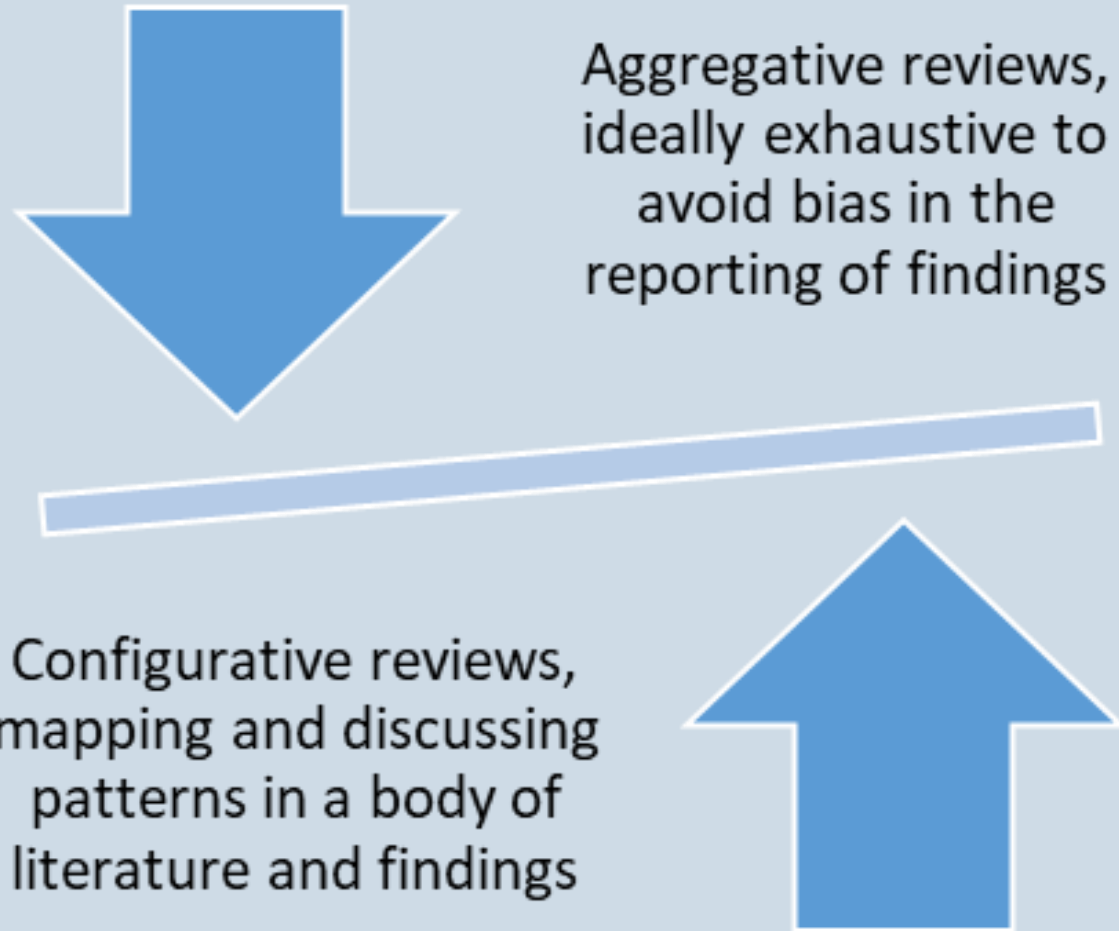 Aggregative reviews,
ideally exhaustive to
avoid bias in the
reporting of findings
Configurative reviews,
mapping and discussing
patterns in a body of
literature and findings